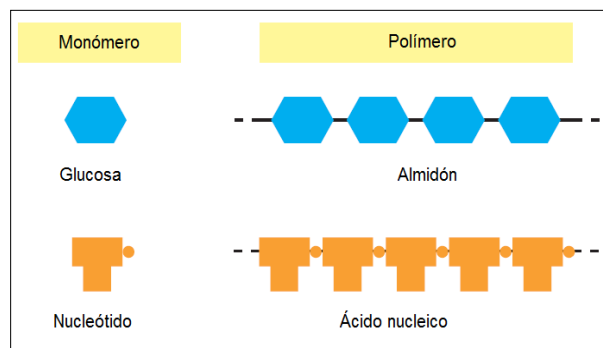 Monómero
Polímero
Glucosa
Almidón
Nucleótido
Ácido nucleico